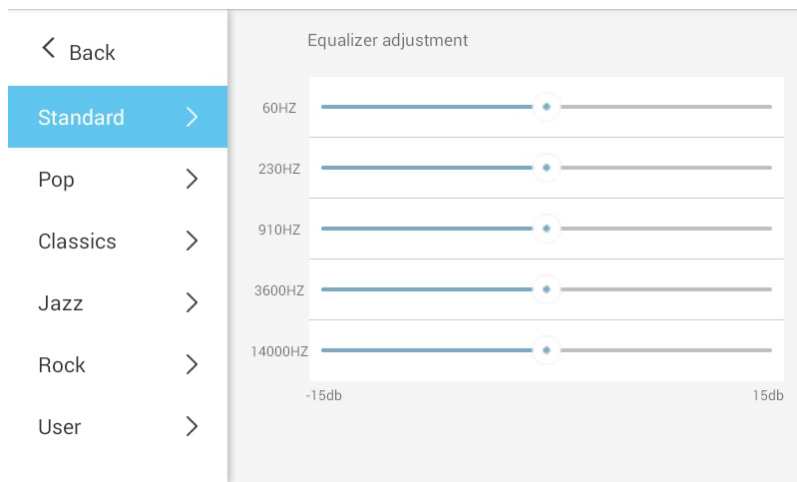 Back
Standard
Pop
Classics
Jazz
Rock
User
Equalizer adjustment
60HZ
230HZ
910HZ
3600HZ
14000HZ
-15db 15db